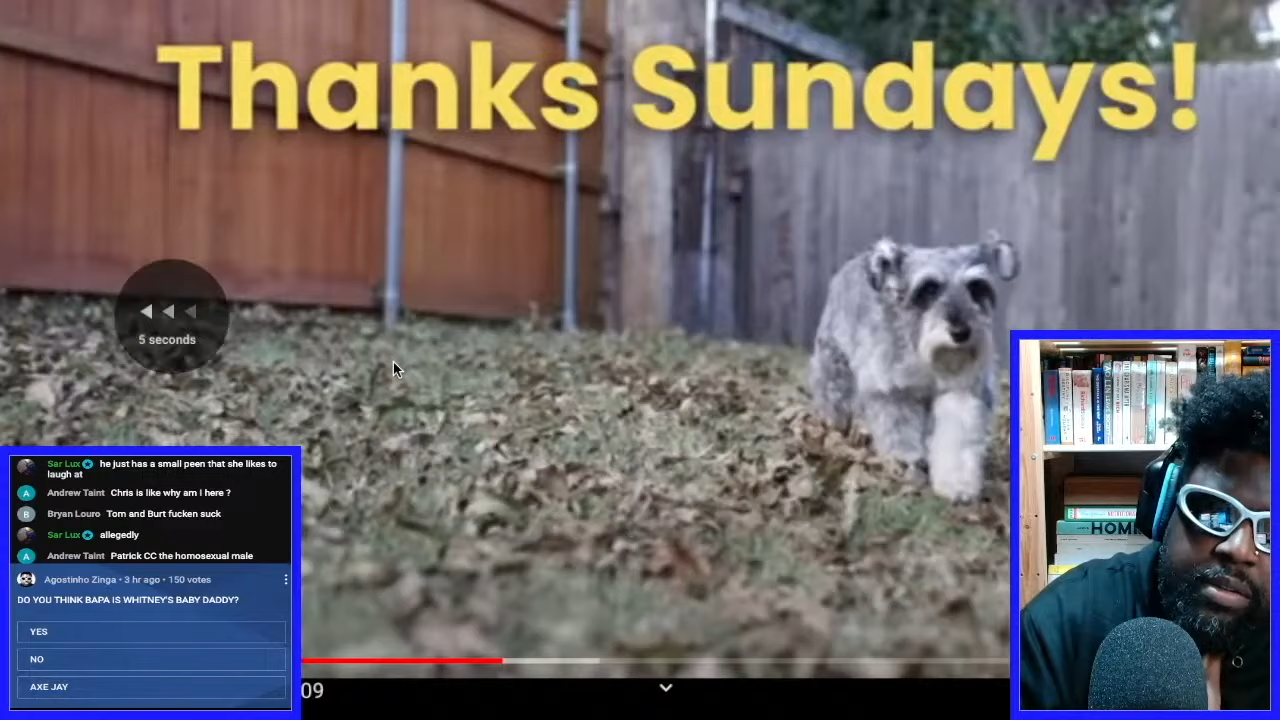 Thanks Sundays!
5 seconds
Sar Lux he just has a small peen that she likes to
laugh at
A Andrew Taint Chris is like why am i here ?
B Bryan Louro Tom and Burt fucken suck
Sar Lux allegedly
A Andrew Taint Patrick CC the homosexual male
Agostinho Zinga • 3 hr ago • 150 votes
DO YOU THINK BAPA IS WHITNEY'S BABY DADDY?
YES
NO
AXE JAY
09
HOM